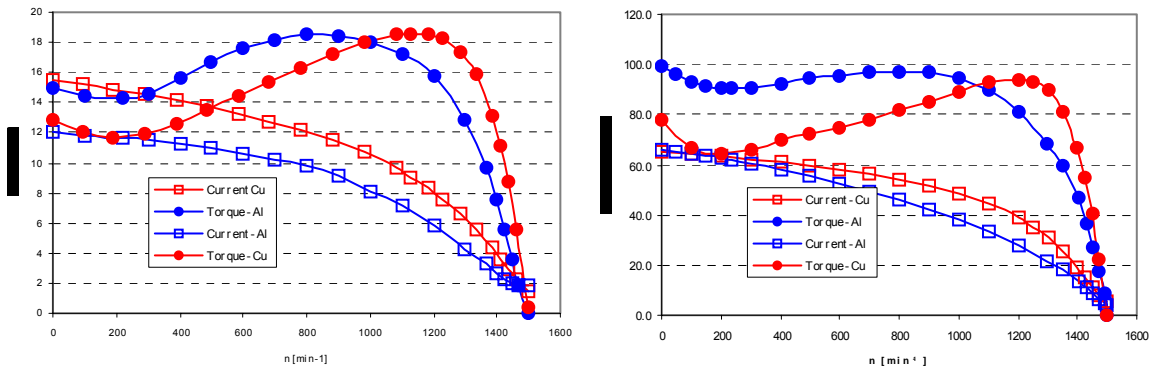 20
18
16
14
12
10
8
6
4
2
0
0 200 400 600 800 1000 1200 1400 1600
n [min-1]
Current Cu
Torque-Al
Current-Al
Torque-Cu
120.0
100.0
80.0
60.0
40.0
20.0
0.0
0 200 400 600 800 1000 1200 1400 1600
n [min⁻¹]
Current-Cu
Torque-Al
Current-Al
Torque-Cu